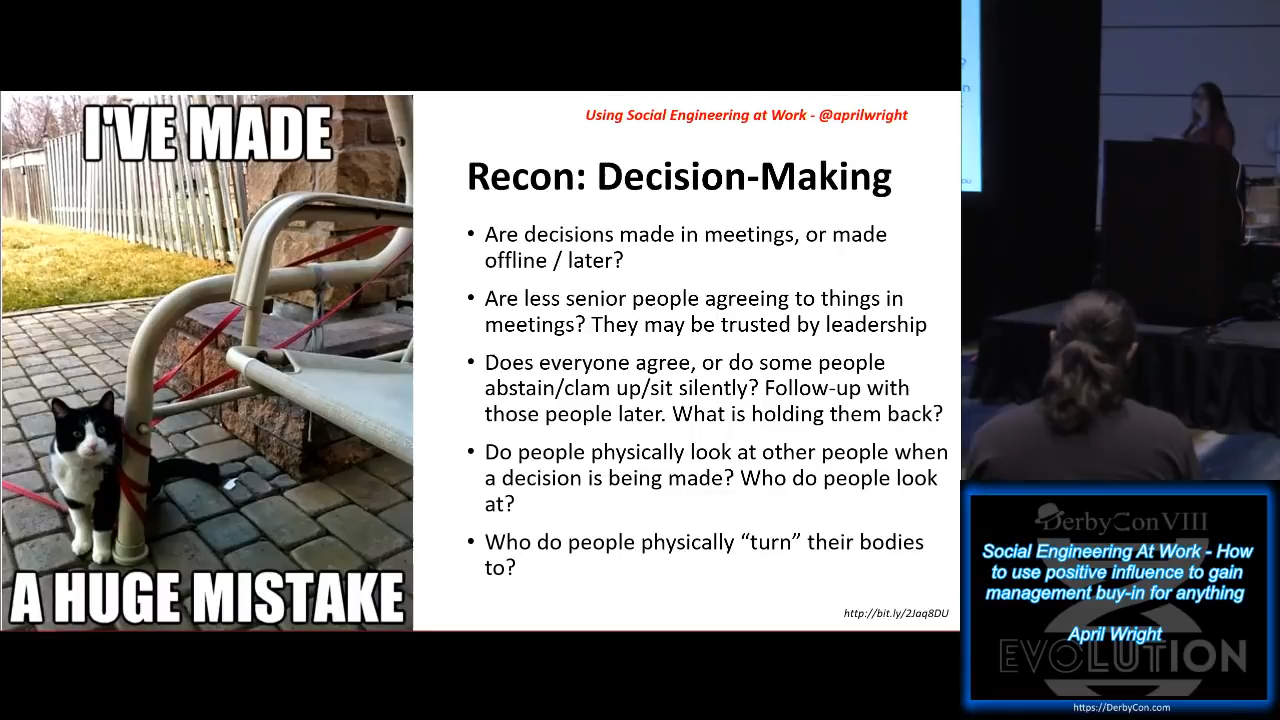 I'VE MADE
A HUGE MISTAKE
Using Social Engineering at Work - @aprilwright
Recon: Decision-Making
• Are decisions made in meetings, or made
offline / later?
• Are less senior people agreeing to things in
meetings? They may be trusted by leadership
• Does everyone agree, or do some people
abstain/clam up/sit silently? Follow-up with
those people later. What is holding them back?
• Do people physically look at other people when
a decision is being made? Who do people look
at?
• Who do people physically “turn” their bodies
to?
http://bit.ly/2Jaq8DU
DerbyCon VIII
Social Engineering At Work - How
to use positive influence to gain
management buy-in for anything
April Wright
EVOLUTION
https://DerbyCon.com